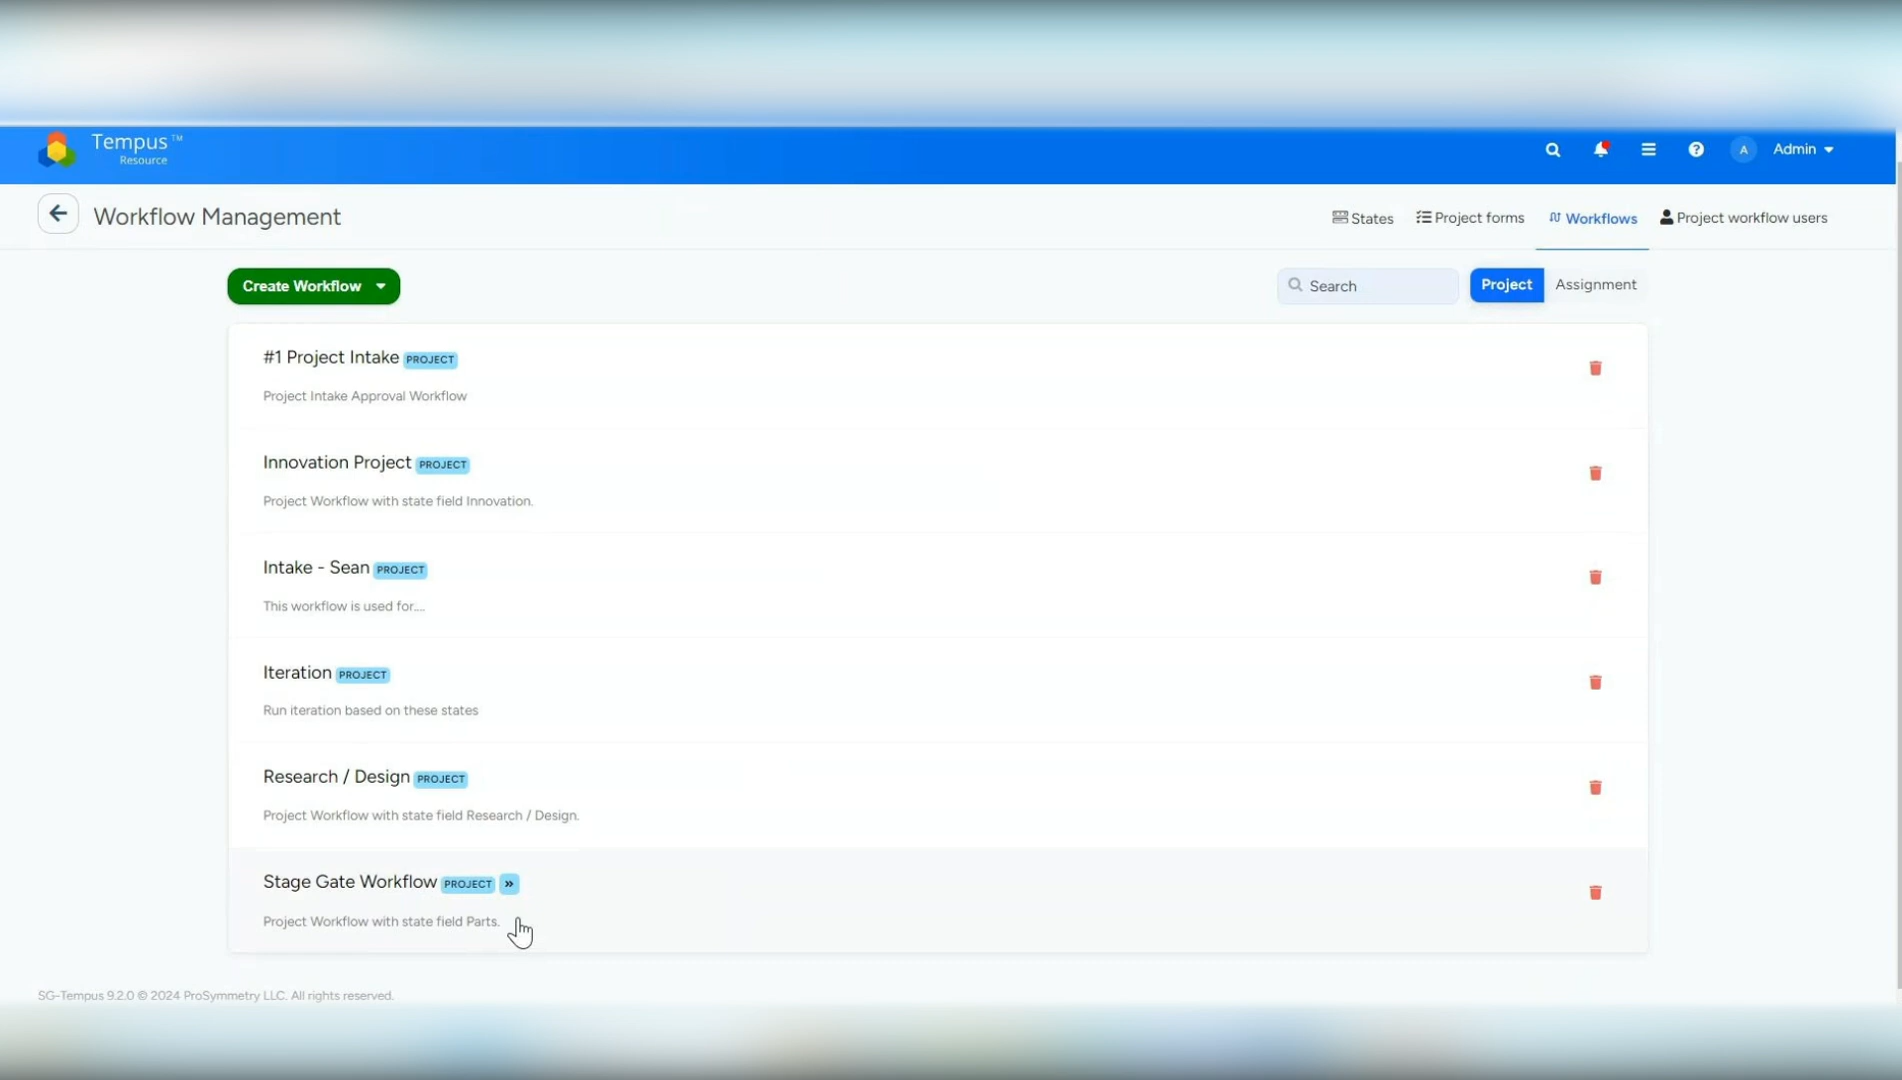 Tempus™
Resource
A Admin
Workflow Management
States Project forms Workflows Project workflow users
Create Workflow
Search
Project Assignment
#1 Project Intake PROJECT
Project Intake Approval Workflow
Innovation Project PROJECT
Project Workflow with state field Innovation.
Intake - Sean PROJECT
This workflow is used for....
Iteration PROJECT
Run iteration based on these states
Research / Design PROJECT
Project Workflow with state field Research / Design.
Stage Gate Workflow PROJECT »
Project Workflow with state field Parts.
SG-Tempus 9.2.0 © 2024 ProSymmetry LLC. All rights reserved.